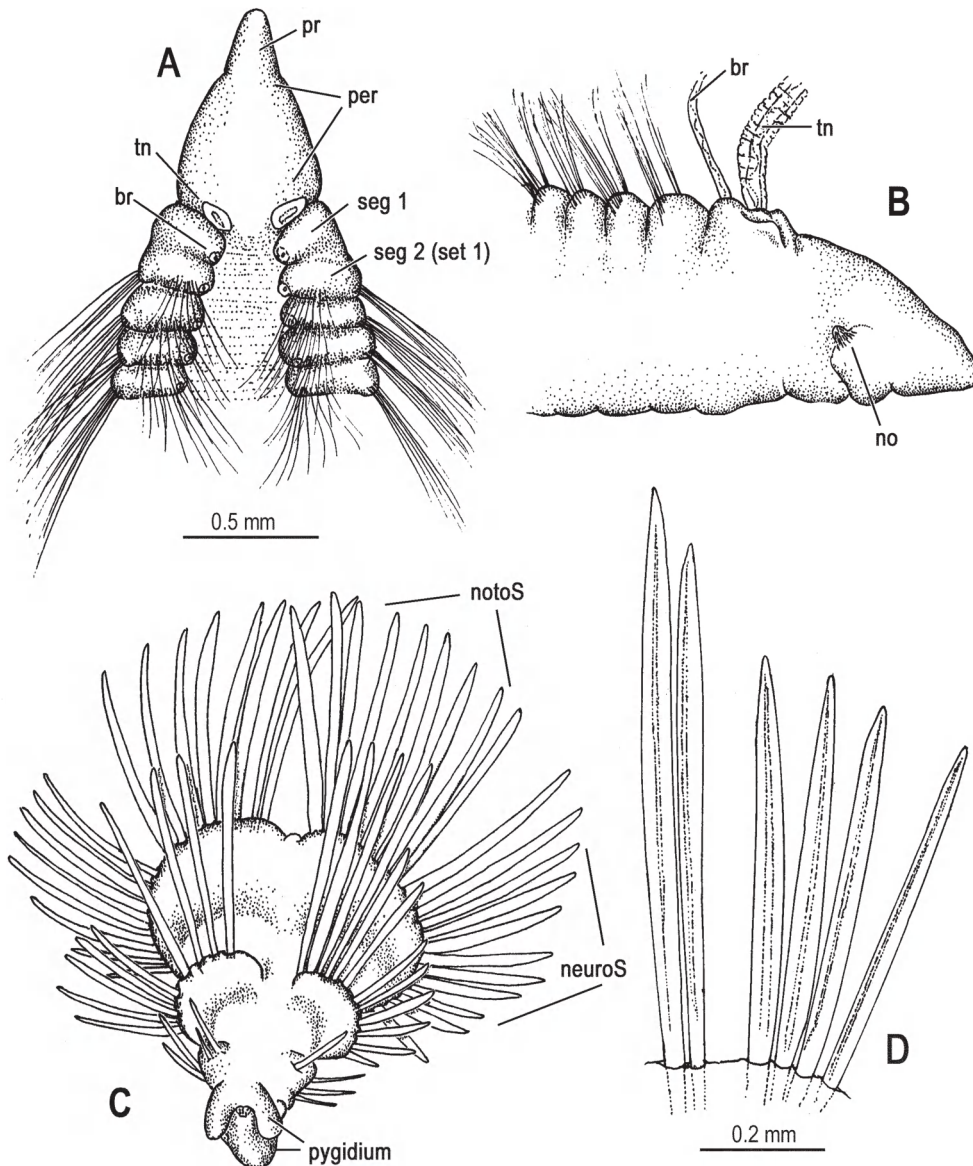 A
pr
per
tn
br
seg 1
seg 2 (set 1)
0.5 mm
br
tn
B
no
notoS
neuroS
C
pygidium
D
0.2 mm